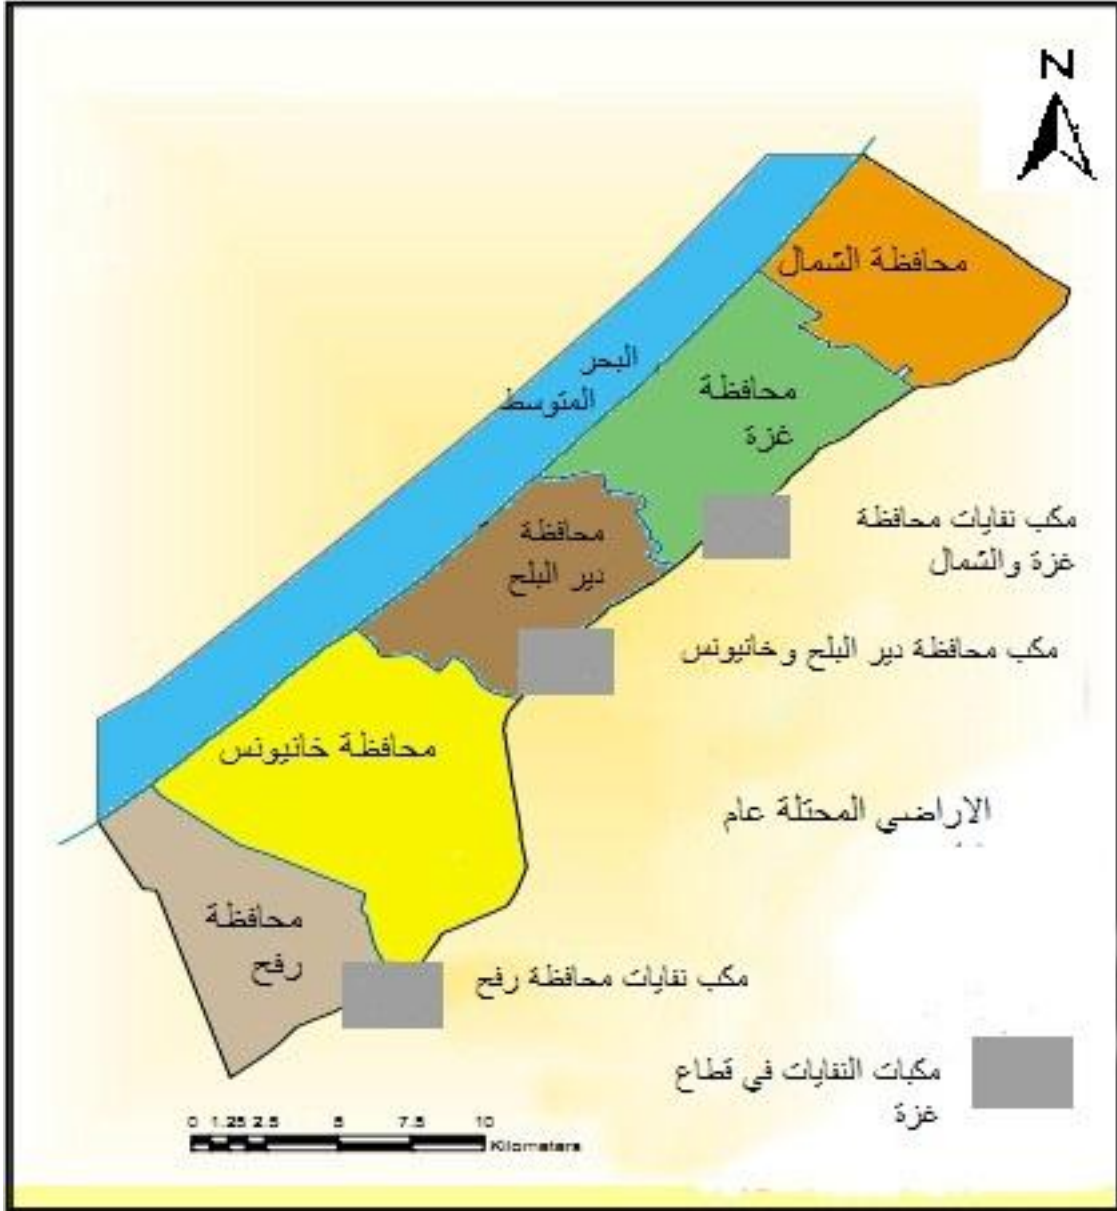 N
محافظة الشمال
البحر
المتوسط
محافظة
غزة
مكب نفايات محافظة
غزة والشمال
محافظة
دير البلح
مكب محافظة دير البلح وخانيونس
محافظة خانيونس
الاراضي المحتلة عام
محافظة
رفح
مكب نفايات محافظة رفح
مكبات النفايات في قطاع
غزة
0 1.25 2.5 5 7.5 10
Kilometers